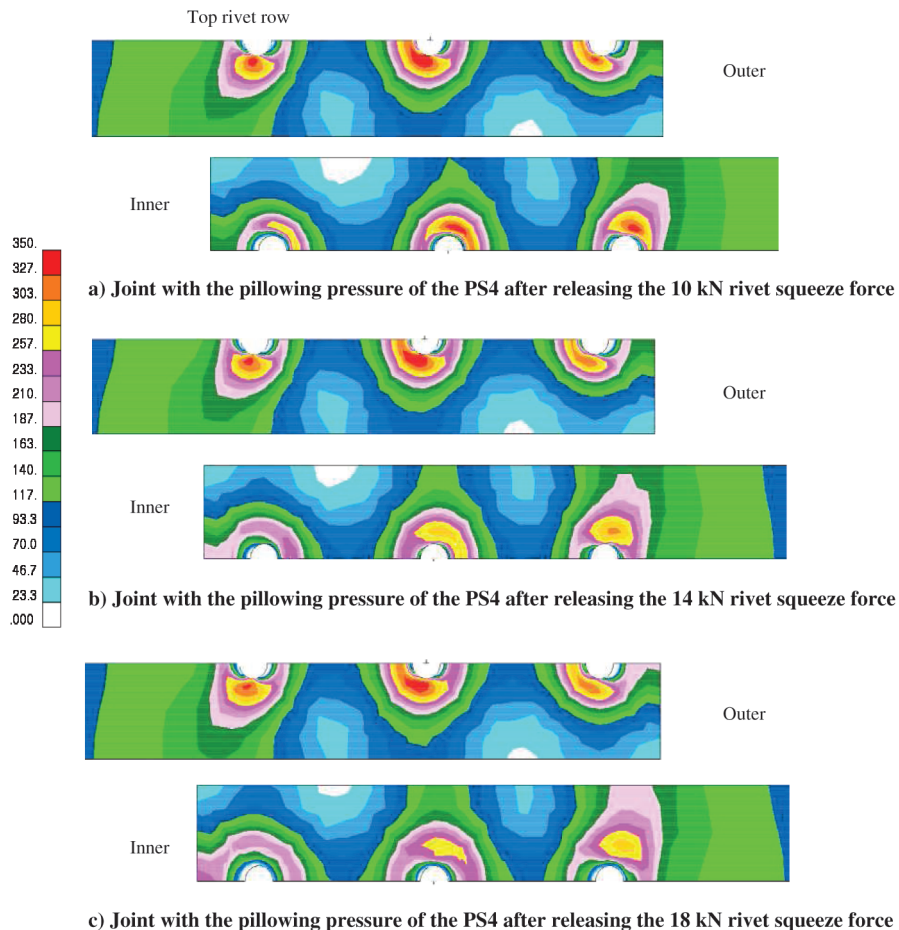 Top rivet row
Outer
Inner
a) Joint with the pillowing pressure of the PS4 after releasing the 10 kN rivet squeeze force
350.
327.
303.
280.
257.
233.
210.
187.
163.
140.
117.
93.3
70.0
46.7
23.3
.000
Outer
Inner
b) Joint with the pillowing pressure of the PS4 after releasing the 14 kN rivet squeeze force
Outer
Inner
c) Joint with the pillowing pressure of the PS4 after releasing the 18 kN rivet squeeze force